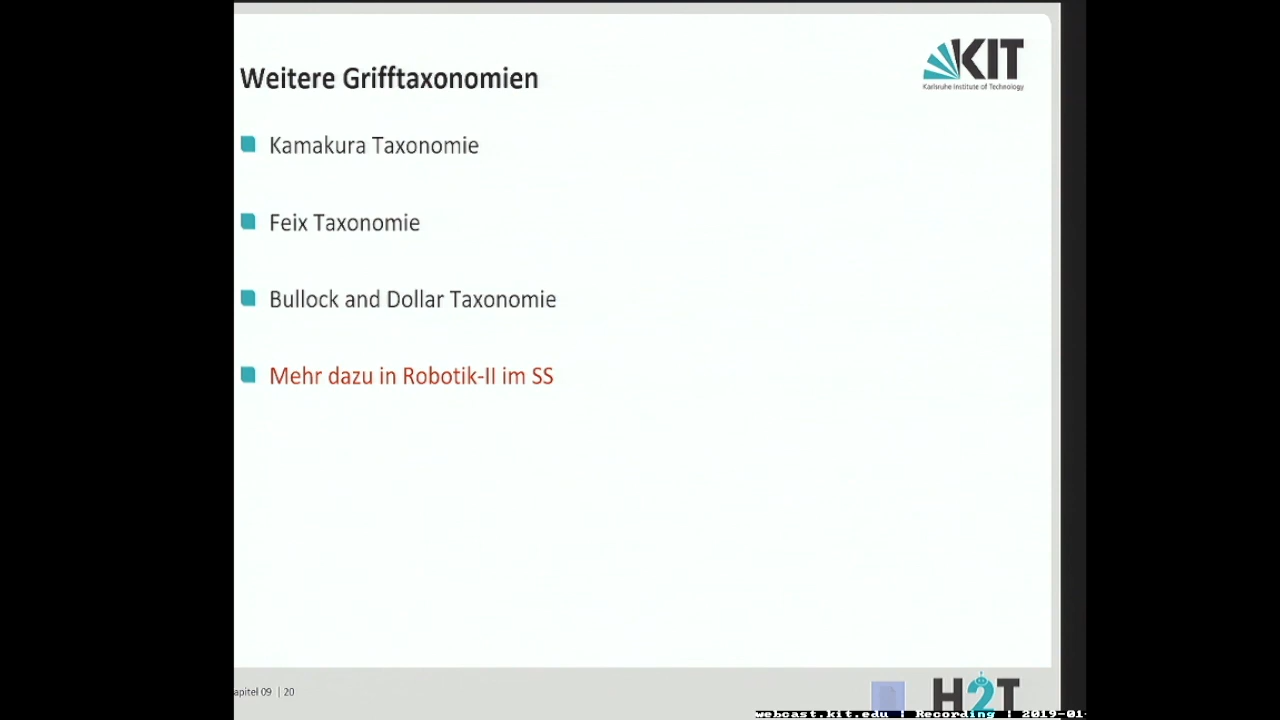 Weitere Grifftaxonomien
KIT
Karlsruhe Institute of Technology
Kamakura Taxonomie
Feix Taxonomie
Bullock and Dollar Taxonomie
Mehr dazu in Robotik-II im SS
apitel 09 | 20
H2T
webcast.kit.edu | Recording | 2019-01-